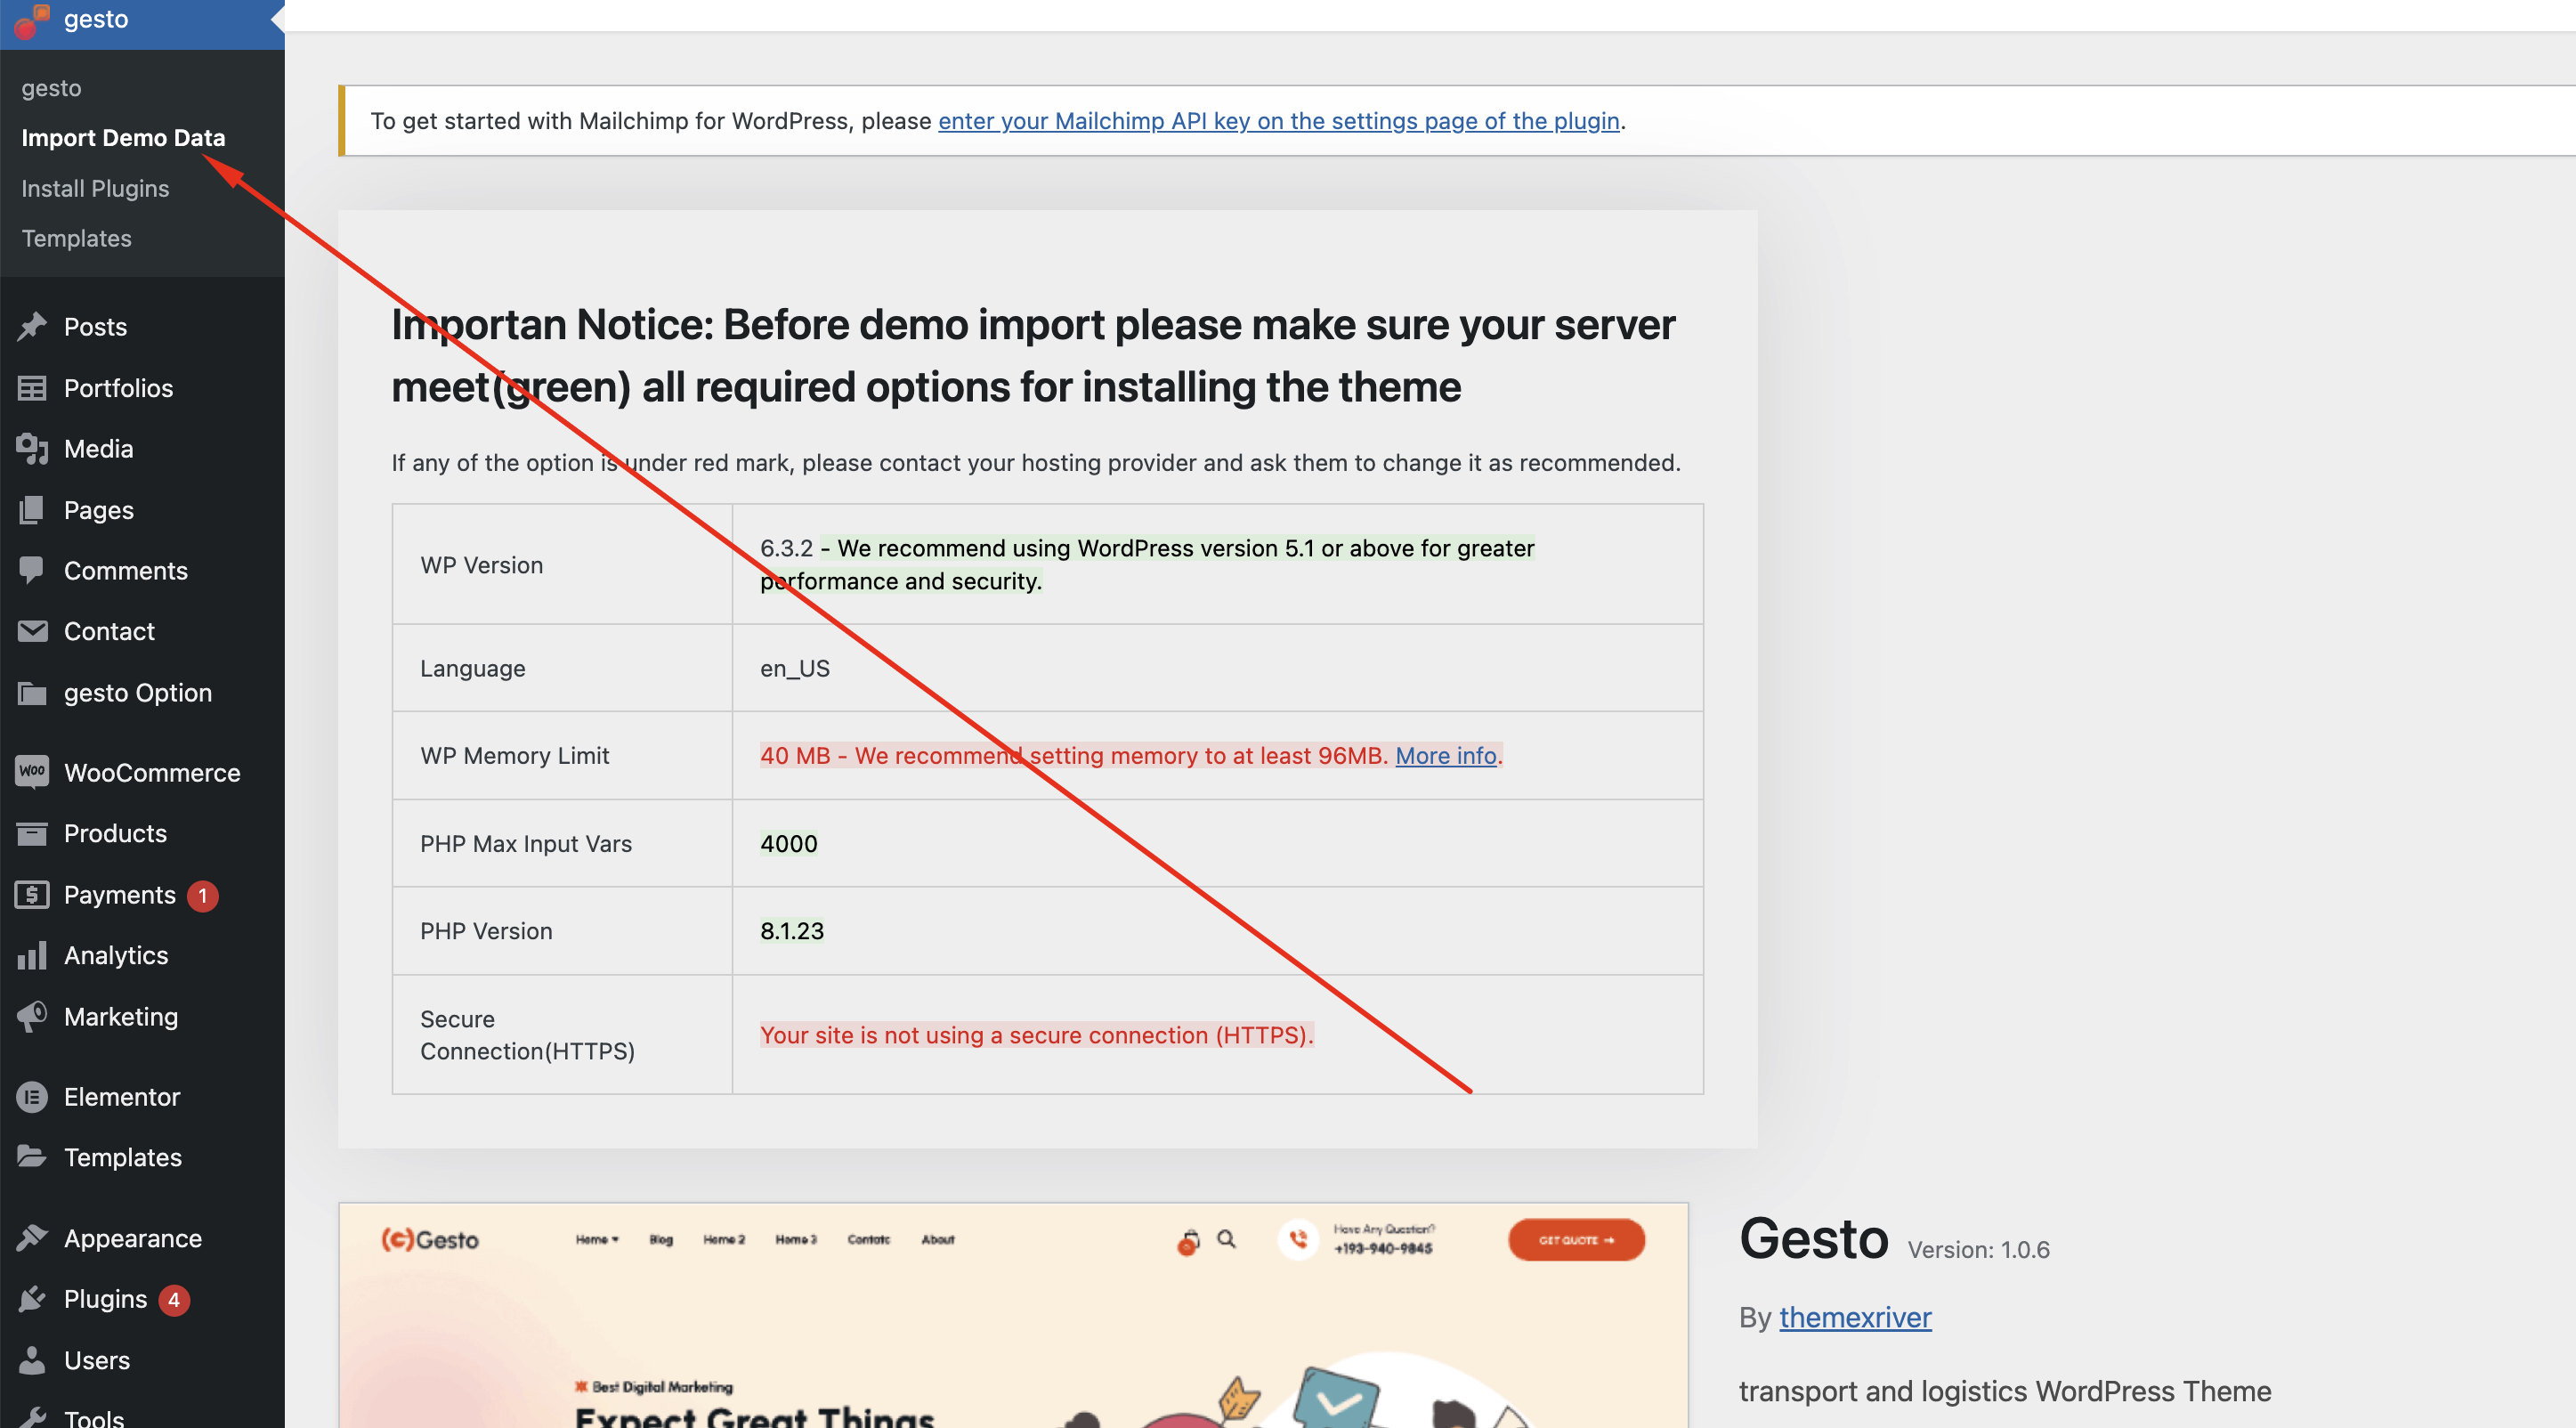 gesto
gesto
Import Demo Data
Install Plugins
Templates
Posts
Portfolios
Media
Pages
Comments
Contact
gesto Option
Woo
WooCommerce
Products
Payments 1
Analytics
Marketing
Elementor
Templates
Appearance
Plugins 4
Users
Tools
To get started with Mailchimp for WordPress, please enter your Mailchimp API key on the settings page of the plugin.
Importan Notice: Before demo import please make sure your server
meet(green) all required options for installing the theme
If any of the option is under red mark, please contact your hosting provider and ask them to change it as recommended.
WP Version
6.3.2 - We recommend using WordPress version 5.1 or above for greater
performance and security.
Language
en_US
WP Memory Limit
40 MB - We recommend setting memory to at least 96MB. More info.
PHP Max Input Vars
4000
PHP Version
8.1.23
Secure
Connection(HTTPS)
Your site is not using a secure connection (HTTPS).
Gesto
Home Blog Home 2 Home 3 Contatc About
Have Any Question?
+193-940-9845
GET QUOTE →
Best Digital Marketing
Expect Great Things
Gesto Version: 1.0.6
By themexriver
transport and logistics WordPress Theme